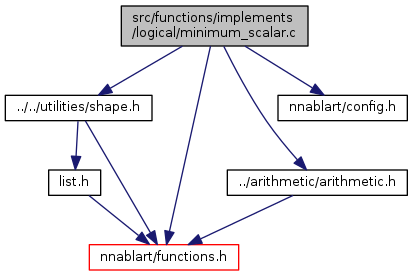 src/functions/implements
/logical/minimum_scalar.c
../../utilities/shape.h
nnablart/config.h
list.h
../arithmetic/arithmetic.h
nnablart/functions.h